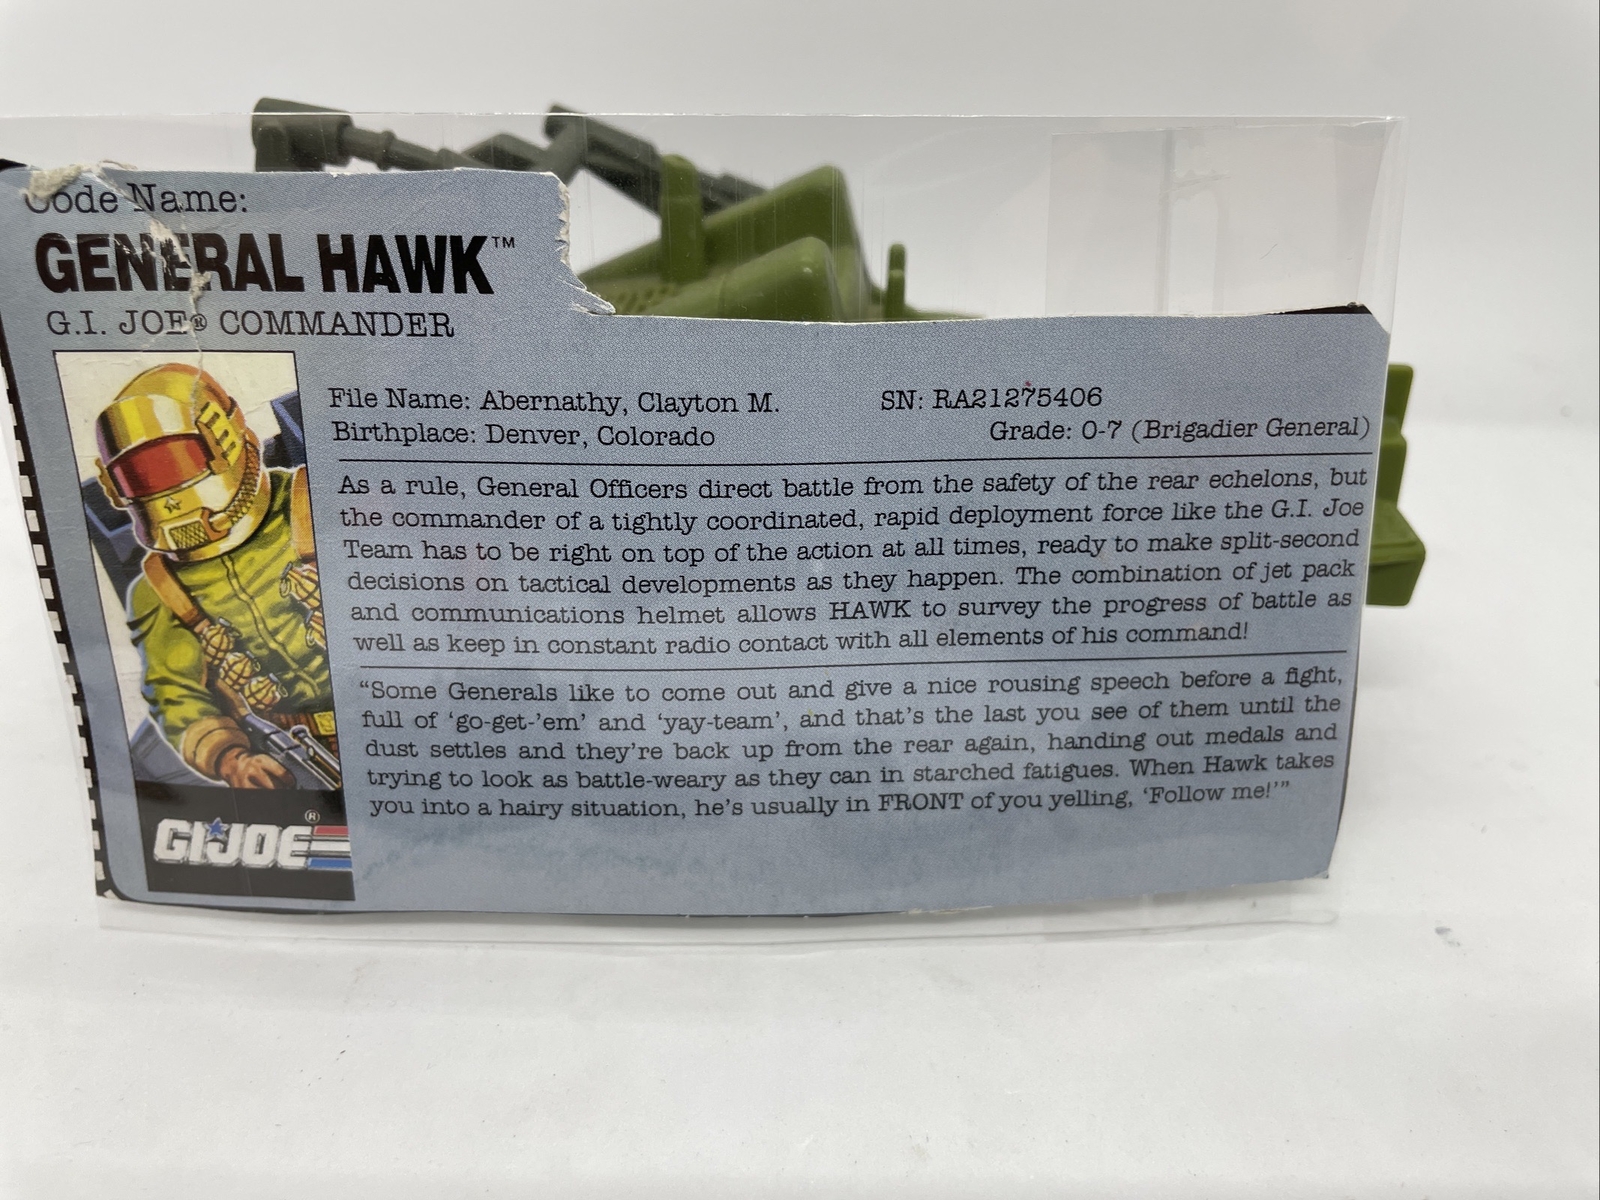 Code Name:
GENERAL HAWK™
G.I. JOE® COMMANDER
File Name: Abernathy, Clayton M. SN: RA21275406
Birthplace: Denver, Colorado Grade: O-7 (Brigadier General)
As a rule, General Officers direct battle from the safety of the rear echelons, but
the commander of a tightly coordinated, rapid deployment force like the G.I. Joe
Team has to be right on top of the action at all times, ready to make split-second
decisions on tactical developments as they happen. The combination of jet pack
and communications helmet allows HAWK to survey the progress of battle as
well as keep in constant radio contact with all elements of his command!
“Some Generals like to come out and give a nice rousing speech before a fight,
full of ‘go-get-’em’ and ‘yay-team’, and that’s the last you see of them until the
dust settles and they’re back up from the rear again, handing out medals and
trying to look as battle-weary as they can in starched fatigues. When Hawk takes
you into a hairy situation, he’s usually in FRONT of you yelling, ‘Follow me!’”
GIJOE®